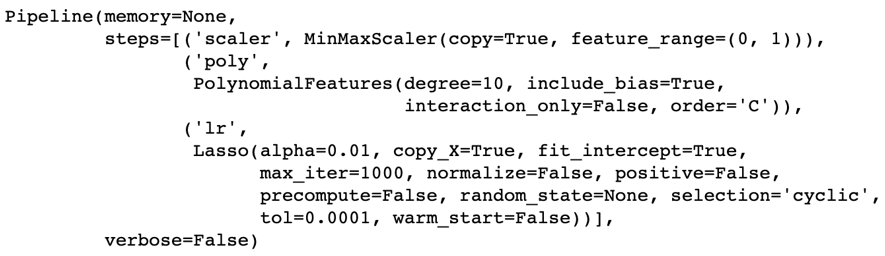 Pipeline(memory=None,
         steps=[('scaler', MinMaxScaler(copy=True, feature_range=(0, 1))),
                ('poly',
                 PolynomialFeatures(degree=10, include_bias=True,
                                    interaction_only=False, order='C')),
                ('lr',
                 Lasso(alpha=0.01, copy_X=True, fit_intercept=True,
                       max_iter=1000, normalize=False, positive=False,
                       precompute=False, random_state=None, selection='cyclic',
                       tol=0.0001, warm_start=False))],
         verbose=False)